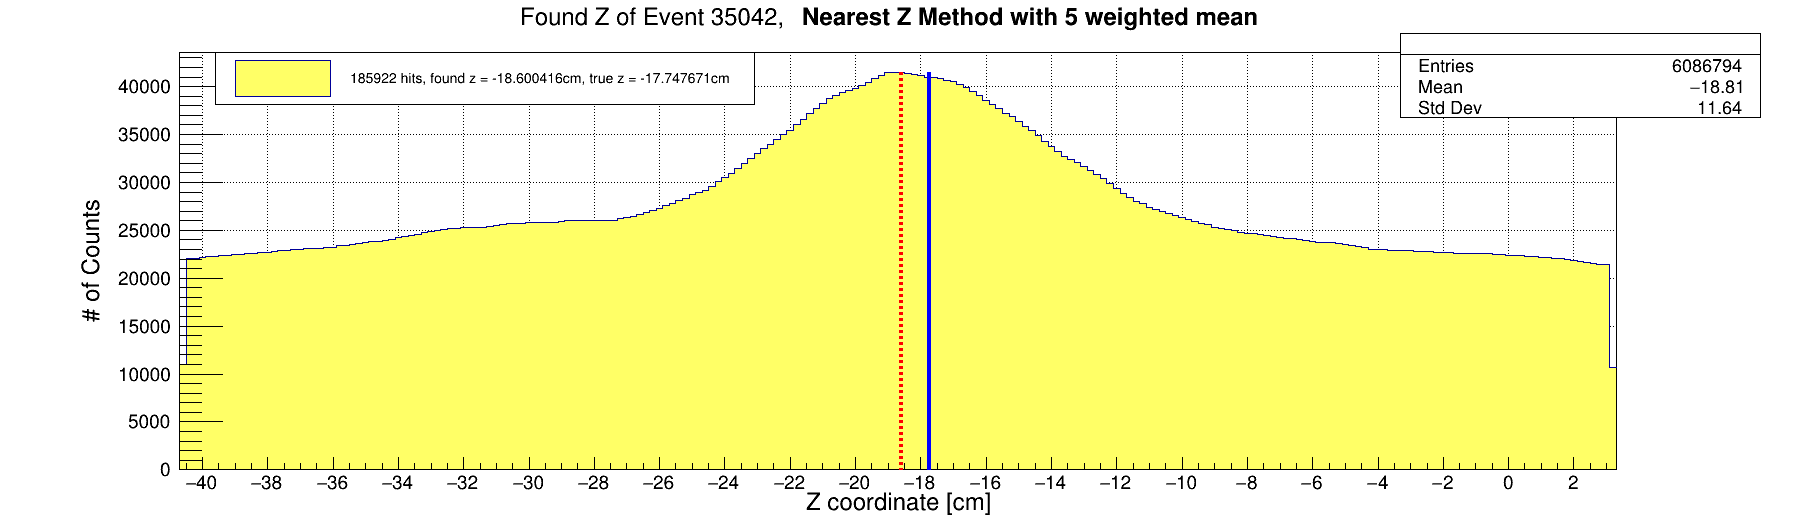 Found Z of Event 35042, Nearest Z Method with 5 weighted mean
185922 hits, found z = -18.600416cm, true z = -17.747671cm
Entries 6086794
Mean −18.81
Std Dev 11.64
# of Counts
40000
35000
30000
25000
20000
15000
10000
5000
0
−40 −38 −36 −34 −32 −30 −28 −26 −24 −22 −20 −18 −16 −14 −12 −10 −8 −6 −4 −2 0 2
Z coordinate [cm]